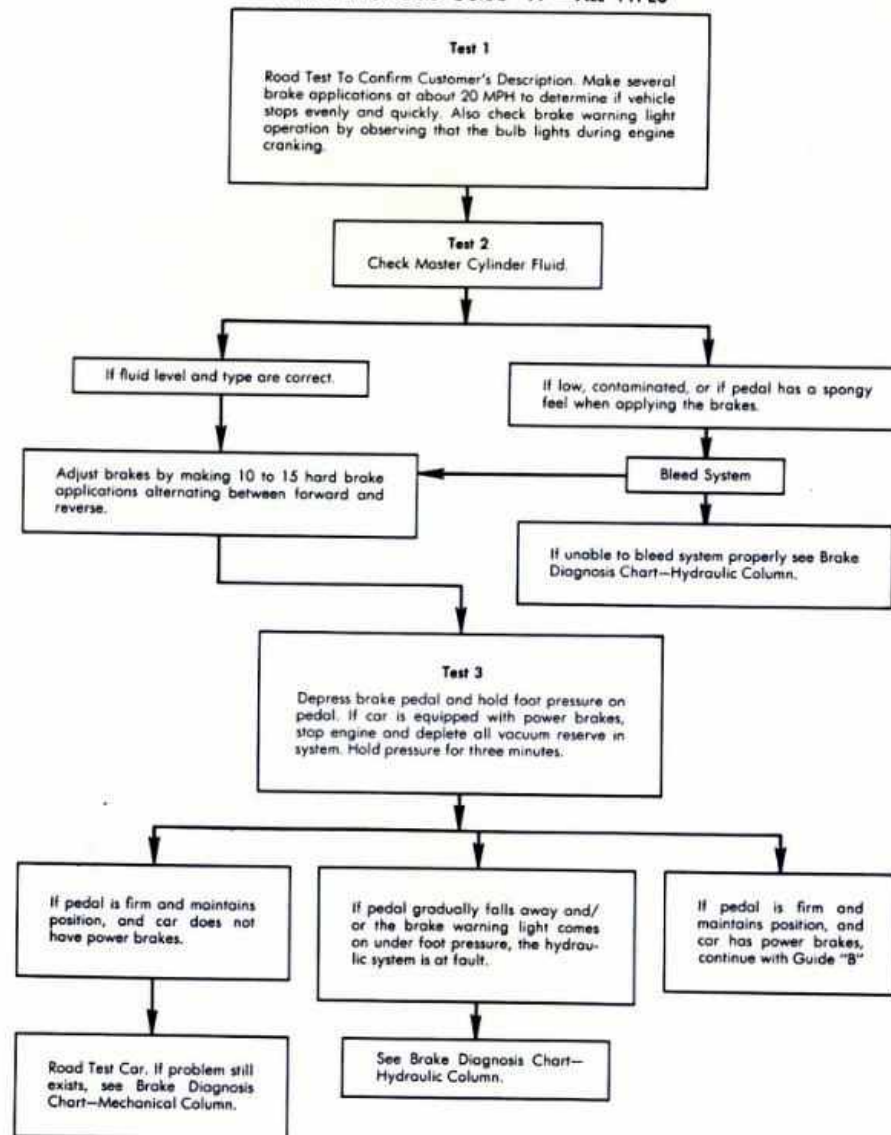 Test 1
Road Test To Confirm Customer's Description. Make several
brake applications at about 20 MPH to determine if vehicle
stops evenly and quickly. Also check brake warning light
operation by observing that the bulb lights during engine
cranking.
Test 2
Check Master Cylinder Fluid.
If fluid level and type are correct.
If low, contaminated, or if pedal has a spongy
feel when applying the brakes.
Adjust brakes by making 10 to 15 hard brake
applications alternating between forward and
reverse.
Bleed System
If unable to bleed system properly see Brake
Diagnosis Chart—Hydraulic Column.
Test 3
Depress brake pedal and hold foot pressure on
pedal. If car is equipped with power brakes,
stop engine and deplete all vacuum reserve in
system. Hold pressure for three minutes.
If pedal is firm and maintains
position, and car does not
have power brakes.
If pedal gradually falls away and/
or the brake warning light comes
on under foot pressure, the hydrau-
lic system is at fault.
If pedal is firm and
maintains position, and
car has power brakes,
continue with Guide "B"
Road Test Car. If problem still
exists, see Brake Diagnosis
Chart—Mechanical Column.
See Brake Diagnosis Chart—
Hydraulic Column.